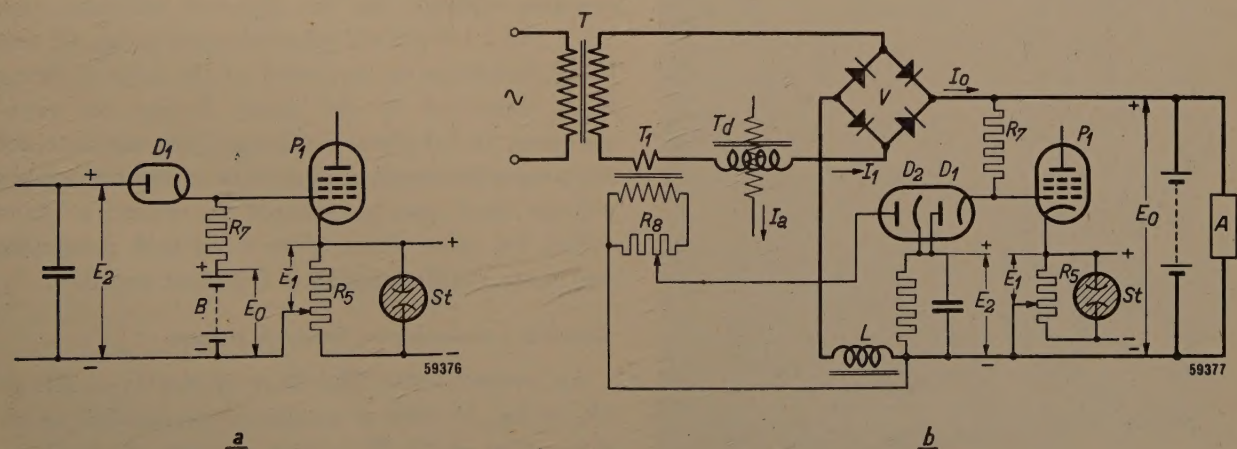 D1
P1
+
E2
R7
+
B
E0
-
E1
R5
St
+
-
-
59376
a
T
~
T1
Td
I1
Ia
R8
V
I0
R7
P1
D2 D1
L
+
E2
-
E1
R5
St
+
-
+
E0
-
A
59377
b